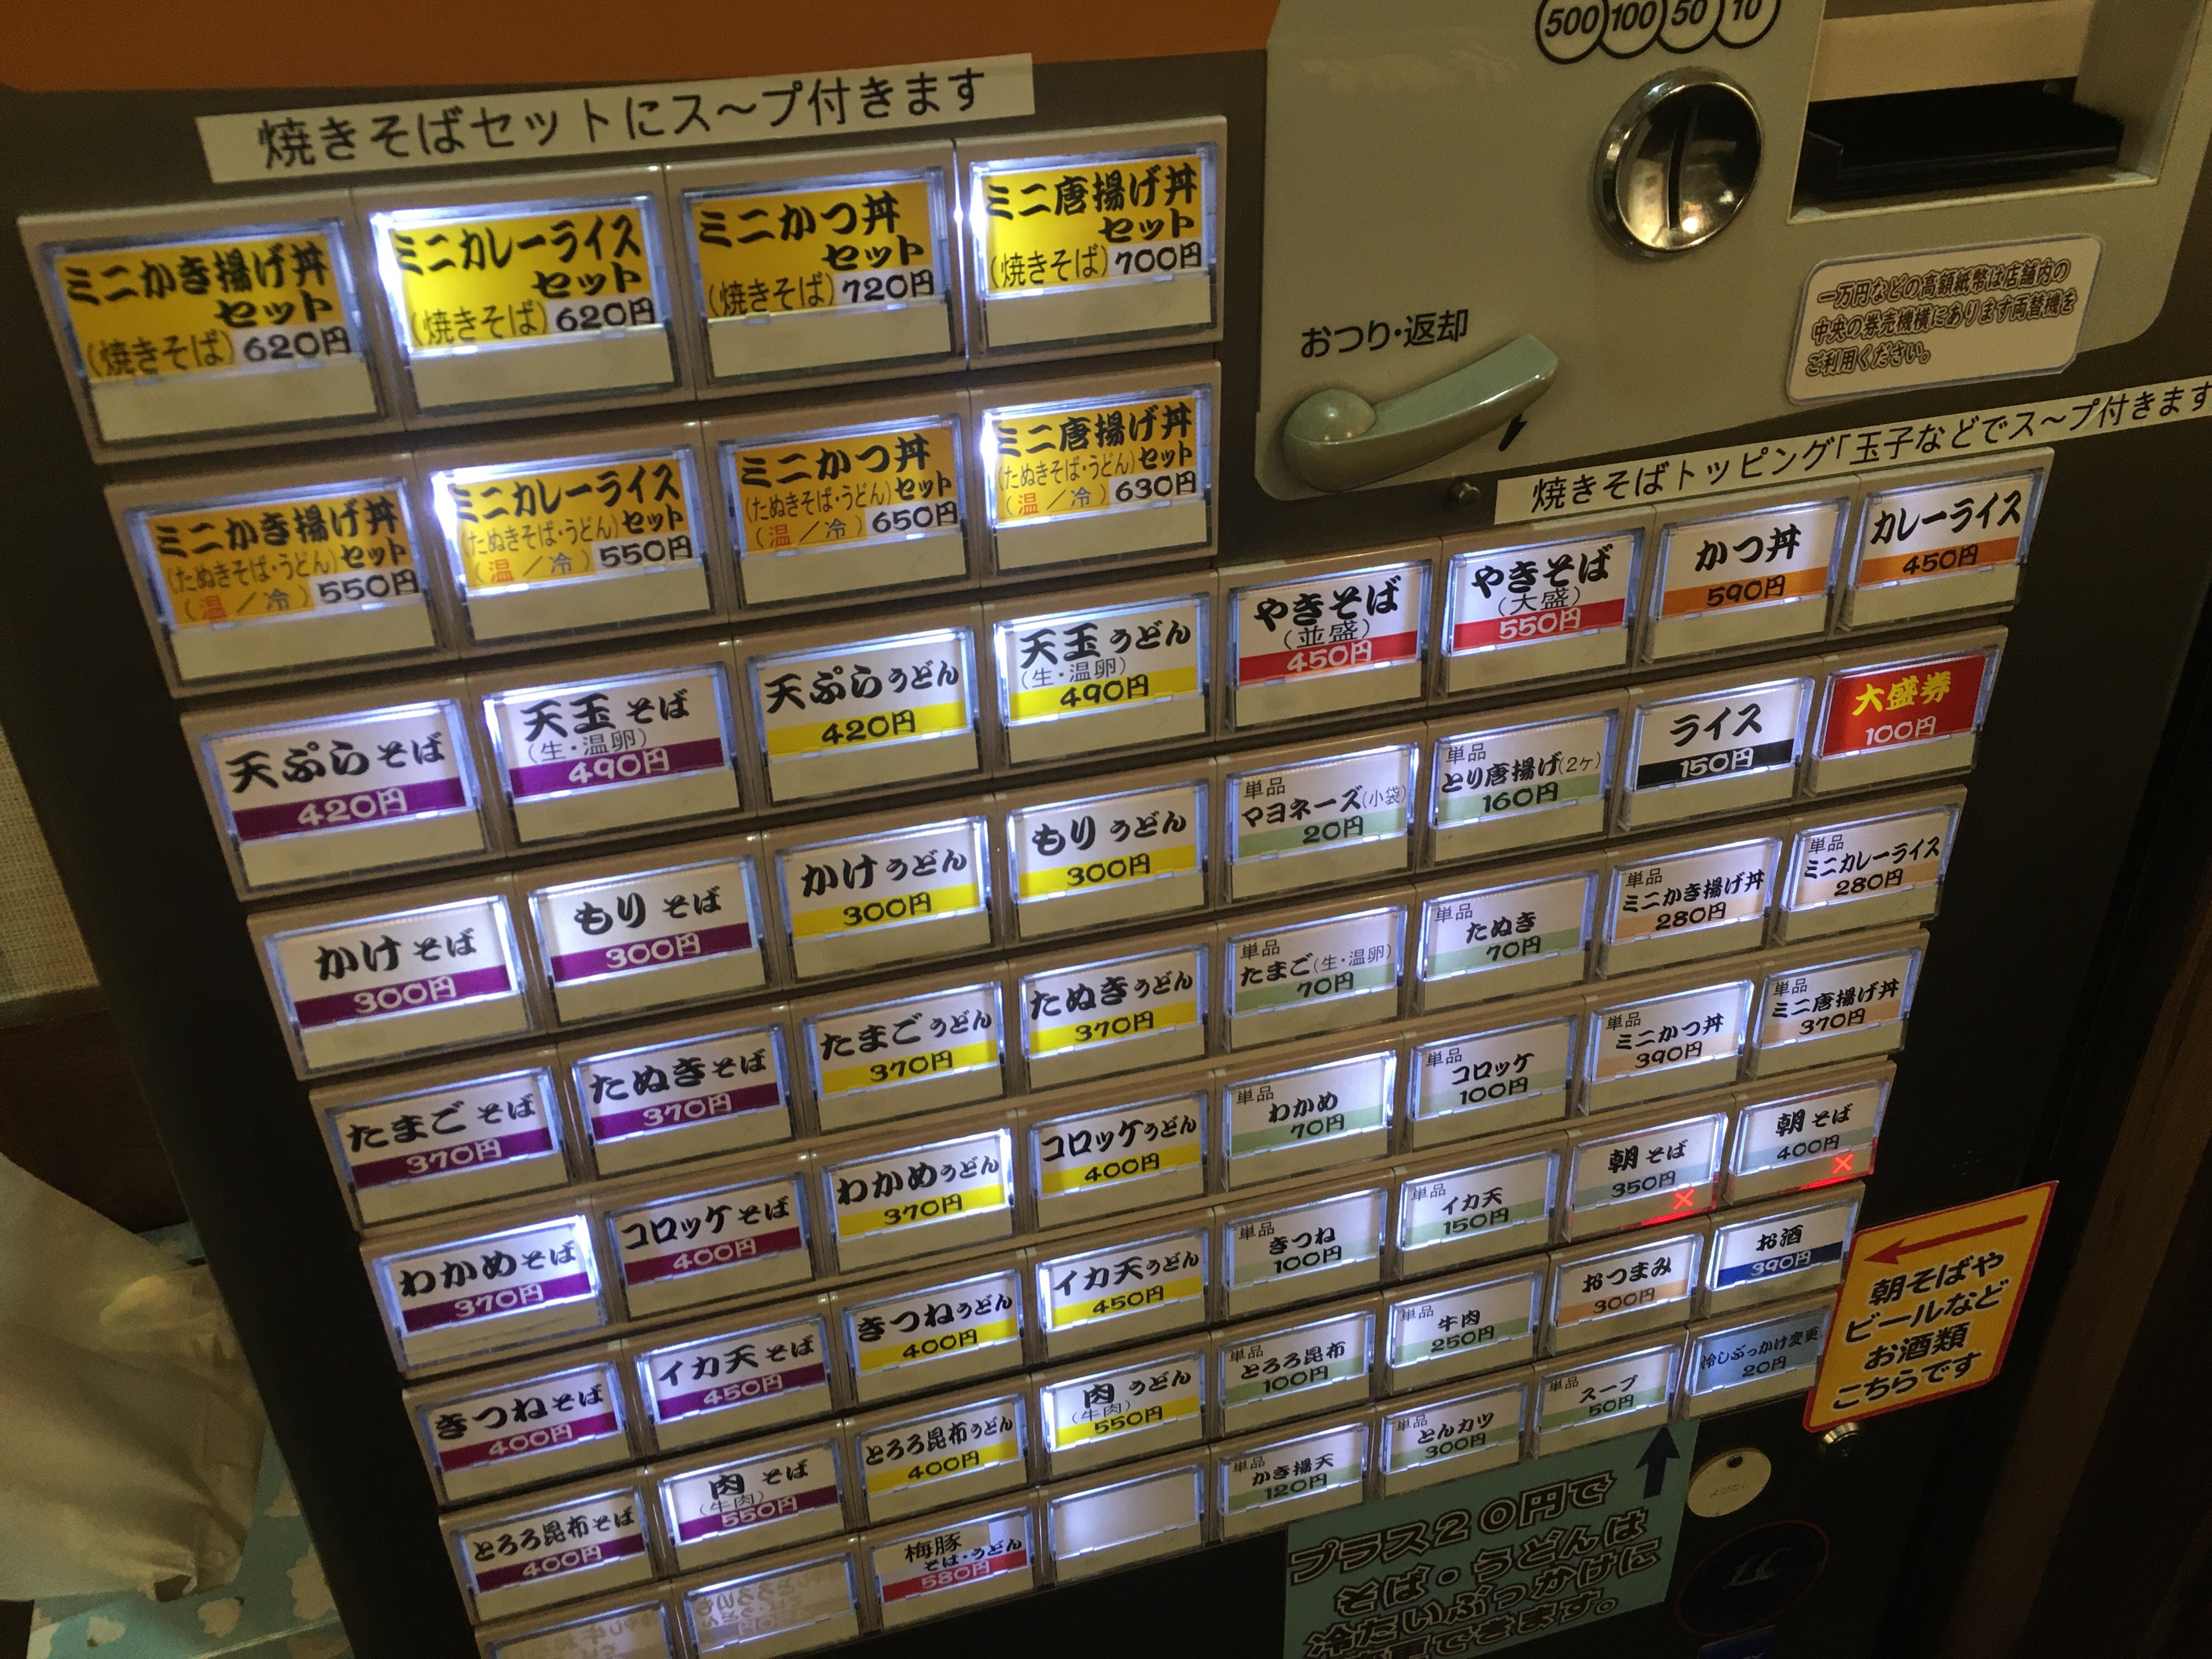 500 100 50 10
焼きそばセットにス～プ付きます
ミニかき揚げ丼
セット
(焼きそば) 620円
ミニカレーライス
セット
(焼きそば) 620円
ミニかつ丼
セット
(焼きそば) 720円
ミニ唐揚げ丼
セット
(焼きそば) 700円
おつり・返却
一万円などの高額紙幣は店舗内の
中央の券売機横にあります両替機を
ご利用ください。
ミニかき揚げ丼
(たぬきそば・うどん) セット
(温／冷) 550円
ミニカレーライス
(たぬきそば・うどん) セット
(温／冷) 550円
ミニかつ丼
(たぬきそば・うどん) セット
(温／冷) 650円
ミニ唐揚げ丼
(たぬきそば・うどん) セット
(温／冷) 630円
天ぷらそば
420円
天玉そば
(生・温卵)
490円
天ぷらうどん
420円
天玉うどん
(生・温卵)
490円
かけそば
300円
もりそば
300円
かけうどん
300円
もりうどん
300円
たまごそば
370円
たぬきそば
370円
たまごうどん
370円
たぬきうどん
370円
わかめそば
370円
コロッケそば
400円
わかめうどん
370円
コロッケうどん
400円
きつねそば
400円
イカ天そば
450円
きつねうどん
400円
イカ天うどん
450円
とろろ昆布そば
400円
肉そば
(牛肉)
550円
とろろ昆布うどん
400円
肉うどん
(牛肉)
550円
梅豚
そば・うどん
580円
焼きそばトッピング「玉子などでス～プ付きます
やきそば
(並盛)
450円
やきそば
(大盛)
550円
かつ丼
590円
カレーライス
450円
単品
マヨネーズ(小袋)
20円
単品
とり唐揚げ(2ヶ)
160円
ライス
150円
大盛券
100円
単品
たまご(生・温卵)
70円
単品
たぬき
70円
単品
ミニかき揚げ丼
280円
単品
ミニカレーライス
280円
単品
わかめ
70円
単品
コロッケ
100円
単品
ミニかつ丼
390円
単品
ミニ唐揚げ丼
370円
単品
きつね
100円
単品
イカ天
150円
朝そば
350円
×
朝そば
400円
×
単品
とろろ昆布
100円
単品
牛肉
250円
おつまみ
300円
お酒
390円
単品
かき揚天
120円
単品
とんカツ
300円
単品
スープ
50円
冷しぶっかけ変更
20円
朝そばや
ビールなど
お酒類
こちらです
プラス20円で
そば・うどんは
冷たいぶっかけに
変更できます。